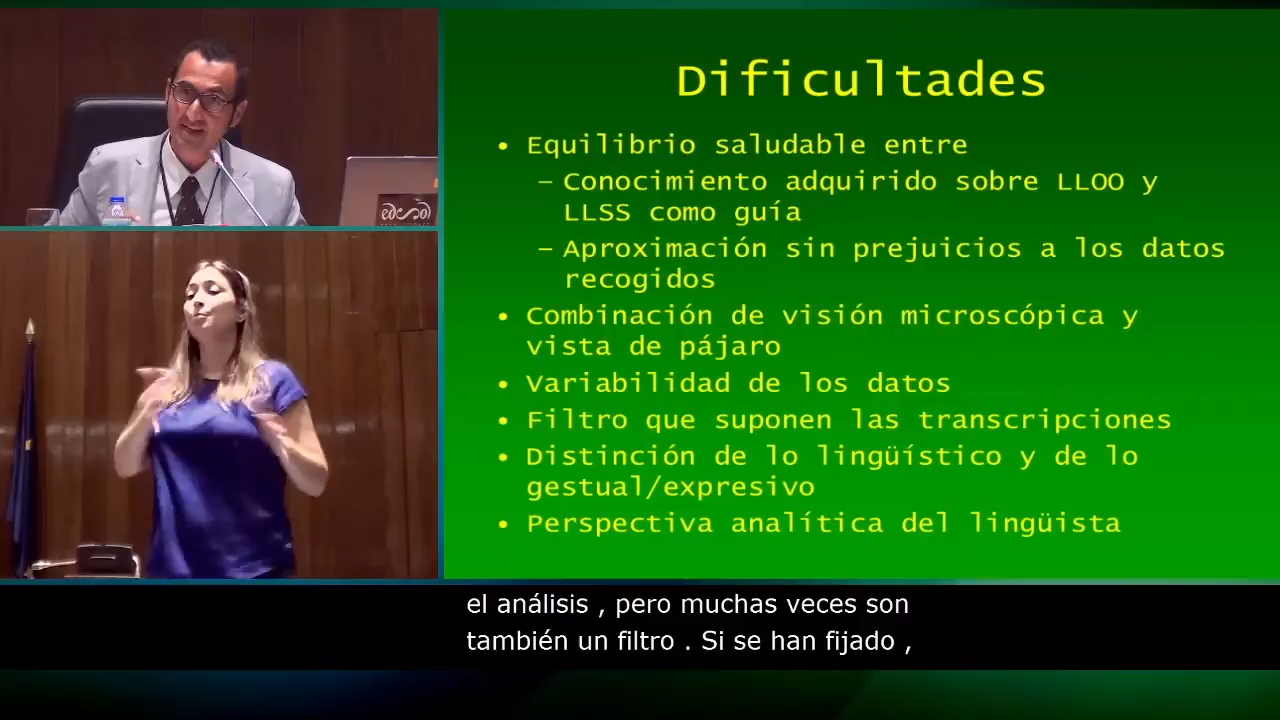 Dificultades
• Equilibrio saludable entre
– Conocimiento adquirido sobre LLOO y
LLSS como guía
– Aproximación sin prejuicios a los datos
recogidos
• Combinación de visión microscópica y
vista de pájaro
• Variabilidad de los datos
• Filtro que suponen las transcripciones
• Distinción de lo lingüístico y de lo
gestual/expresivo
• Perspectiva analítica del lingüista
el análisis , pero muchas veces son
también un filtro . Si se han fijado ,